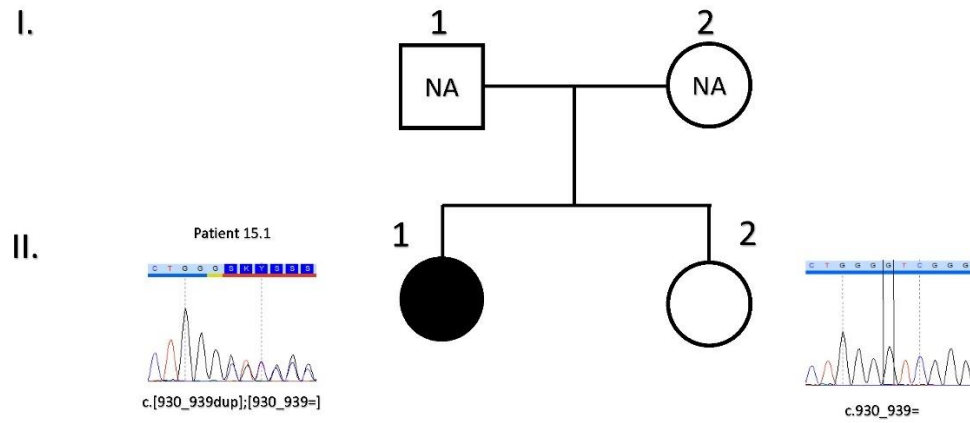 I.
1
2
NA
NA
II.
Patient 15.1
1
2
C T G G G S K Y S S S
C T G G G G T C G G G
c.[930_939dup];[930_939=]
c.930_939=